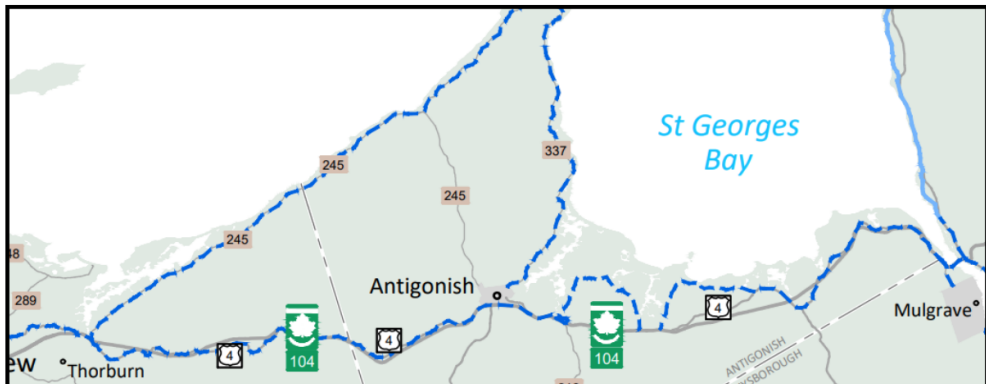 St Georges
Bay
337
245
245
245
48
289
Antigonish
Mulgrave
104
4
4
104
4
ew
Thorburn
ANTIGONISH
YSBOROUGH